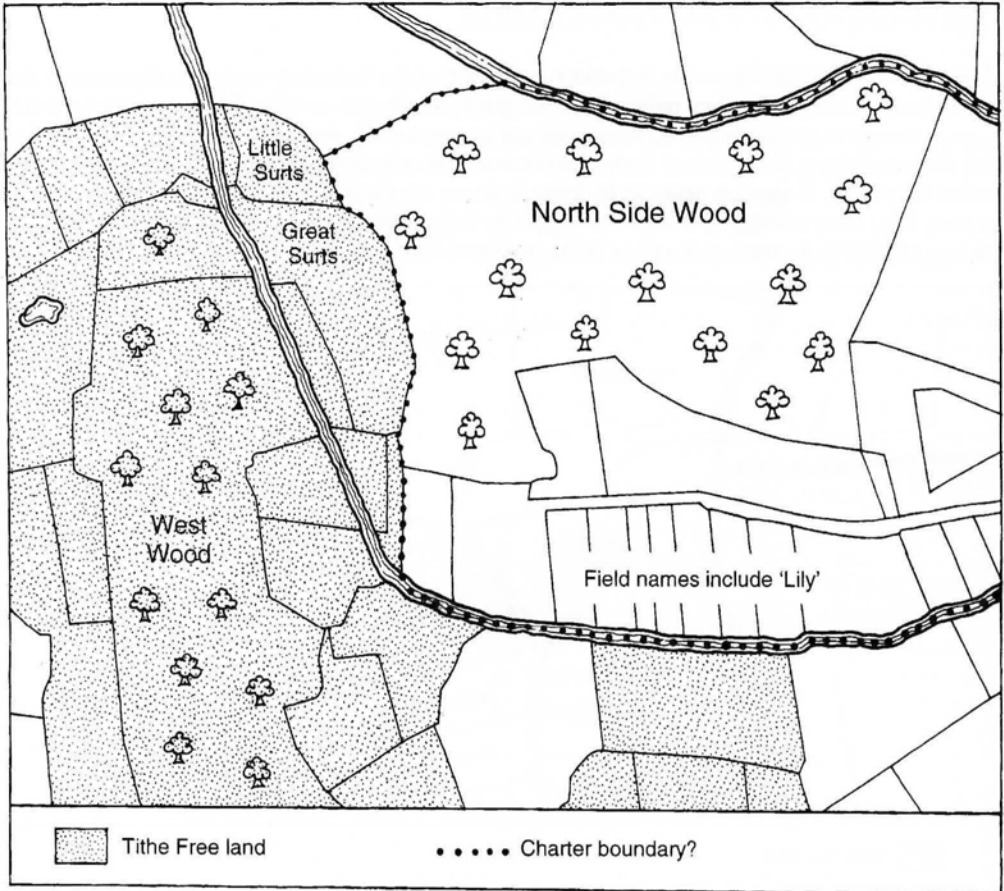 Little
Surts
North Side Wood
Great
Surts
West
Wood
Field names include 'Lily'
Tithe Free land
Charter boundary?